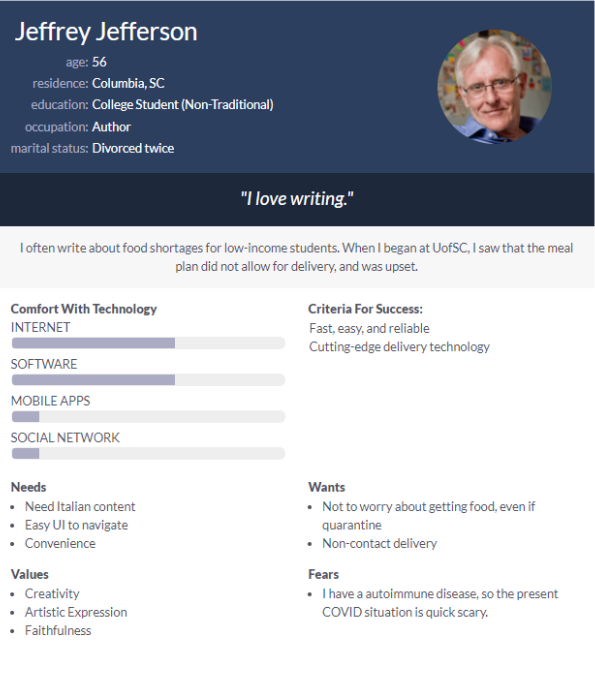 Jeffrey Jefferson
age: 56
residence: Columbia, SC
education: College Student (Non-Traditional)
occupation: Author
marital status: Divorced twice
"I love writing."
I often write about food shortages for low-income students. When I began at UofSC, I saw that the meal
plan did not allow for delivery, and was upset.
Comfort With Technology
INTERNET
SOFTWARE
MOBILE APPS
SOCIAL NETWORK
Criteria For Success:
Fast, easy, and reliable
Cutting-edge delivery technology
Needs
• Need Italian content
• Easy UI to navigate
• Convenience
Wants
• Not to worry about getting food, even if
quarantine
• Non-contact delivery
Values
• Creativity
• Artistic Expression
• Faithfulness
Fears
• I have a autoimmune disease, so the present
COVID situation is quick scary.